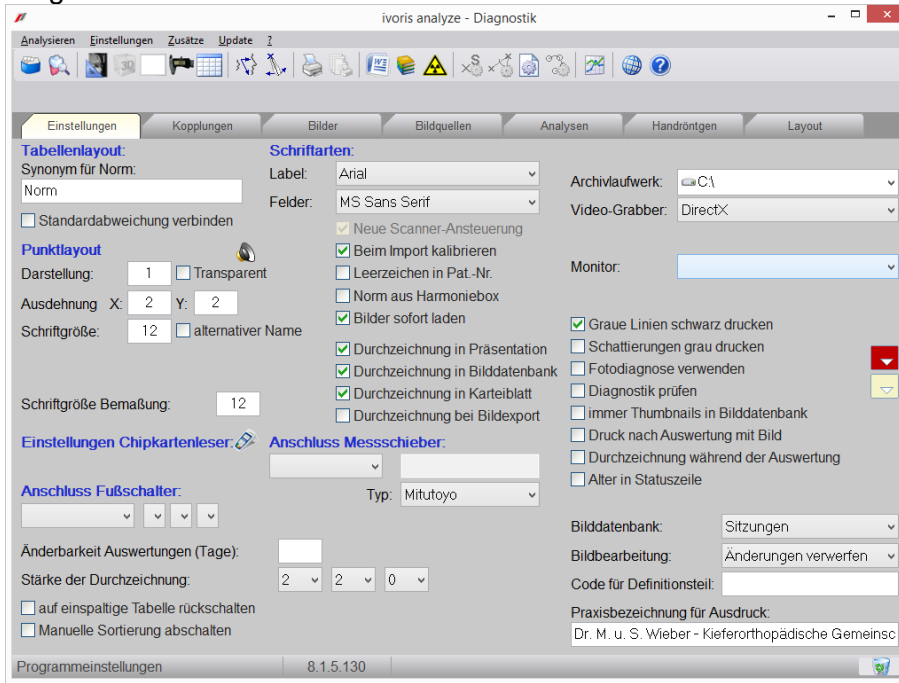 ivoris analyze - Diagnostik
Analysieren Einstellungen Zusätze Update ?
Einstellungen Kopplungen Bilder Bildquellen Analysen Handröntgen Layout
Tabellenlayout:
Synonym für Norm:
Norm
Standardabweichung verbinden
Punktlayout
Darstellung: 1 Transparent
Ausdehnung X: 2 Y: 2
Schriftgröße: 12 alternativer Name
Schriftgröße Bemaßung: 12
Einstellungen Chipkartenleser:
Anschluss Fußschalter:
Änderbarkeit Auswertungen (Tage):
Stärke der Durchzeichnung: 2 2 0
auf einspaltige Tabelle rückschalten
Manuelle Sortierung abschalten
Schriftarten:
Label: Arial
Felder: MS Sans Serif
Neue Scanner-Ansteuerung
Beim Import kalibrieren
Leerzeichen in Pat.-Nr.
Norm aus Harmoniebox
Bilder sofort laden
Durchzeichnung in Präsentation
Durchzeichnung in Bilddatenbank
Durchzeichnung in Karteiblatt
Durchzeichnung bei Bildexport
Anschluss Messschieber:
Typ: Mitutoyo
Archivlaufwerk: C:\
Video-Grabber: DirectX
Monitor:
Graue Linien schwarz drucken
Schattierungen grau drucken
Fotodiagnose verwenden
Diagnostik prüfen
immer Thumbnails in Bilddatenbank
Druck nach Auswertung mit Bild
Durchzeichnung während der Auswertung
Alter in Statuszeile
Bilddatenbank: Sitzungen
Bildbearbeitung: Änderungen verwerfen
Code für Definitionsteil:
Praxisbezeichnung für Ausdruck:
Dr. M. u. S. Wieber - Kieferorthopädische Gemeinsc
Programmeinstellungen 8.1.5.130